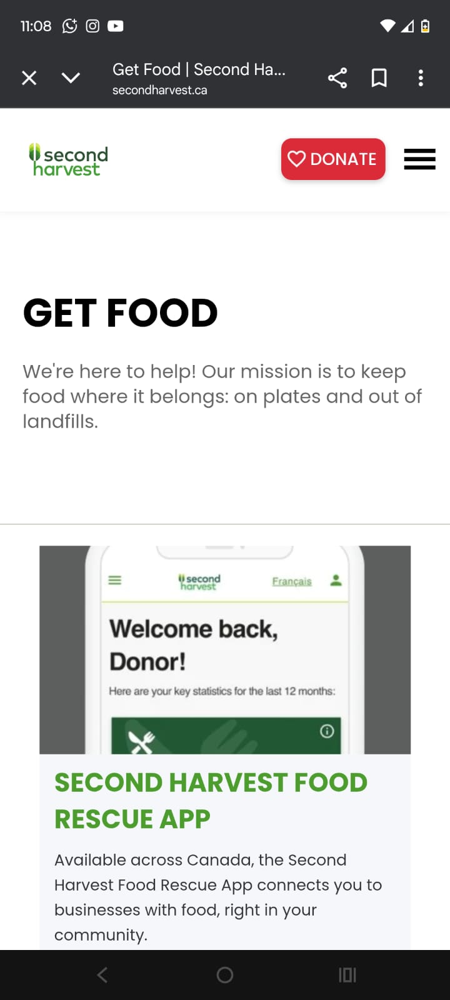 11:08
Get Food | Second Ha...
secondharvest.ca
second
harvest
DONATE
GET FOOD
We're here to help! Our mission is to keep
food where it belongs: on plates and out of
landfills.
second
harvest
Français
Welcome back,
Donor!
Here are your key statistics for the last 12 months:
SECOND HARVEST FOOD
RESCUE APP
Available across Canada, the Second
Harvest Food Rescue App connects you to
businesses with food, right in your
community.